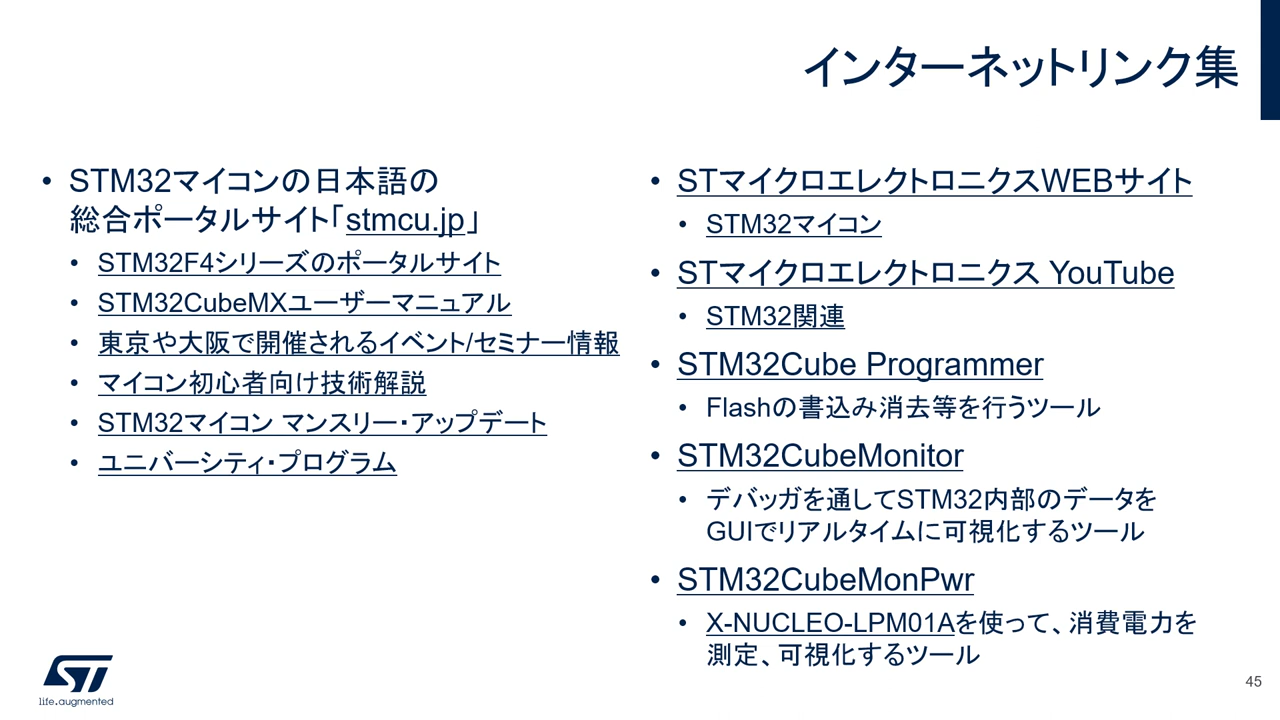 インターネットリンク集
• STM32マイコンの日本語の
総合ポータルサイト「stmcu.jp」
• STM32F4シリーズのポータルサイト
• STM32CubeMXユーザーマニュアル
• 東京や大阪で開催されるイベント/セミナー情報
• マイコン初心者向け技術解説
• STM32マイコン マンスリー・アップデート
• ユニバーシティ・プログラム
• STマイクロエレクトロニクスWEBサイト
• STM32マイコン
• STマイクロエレクトロニクス YouTube
• STM32関連
• STM32Cube Programmer
• Flashの書込み消去等を行うツール
• STM32CubeMonitor
• デバッガを通してSTM32内部のデータを
GUIでリアルタイムに可視化するツール
• STM32CubeMonPwr
• X-NUCLEO-LPM01Aを使って、消費電力を
測定、可視化するツール
ST
life.augmented
45